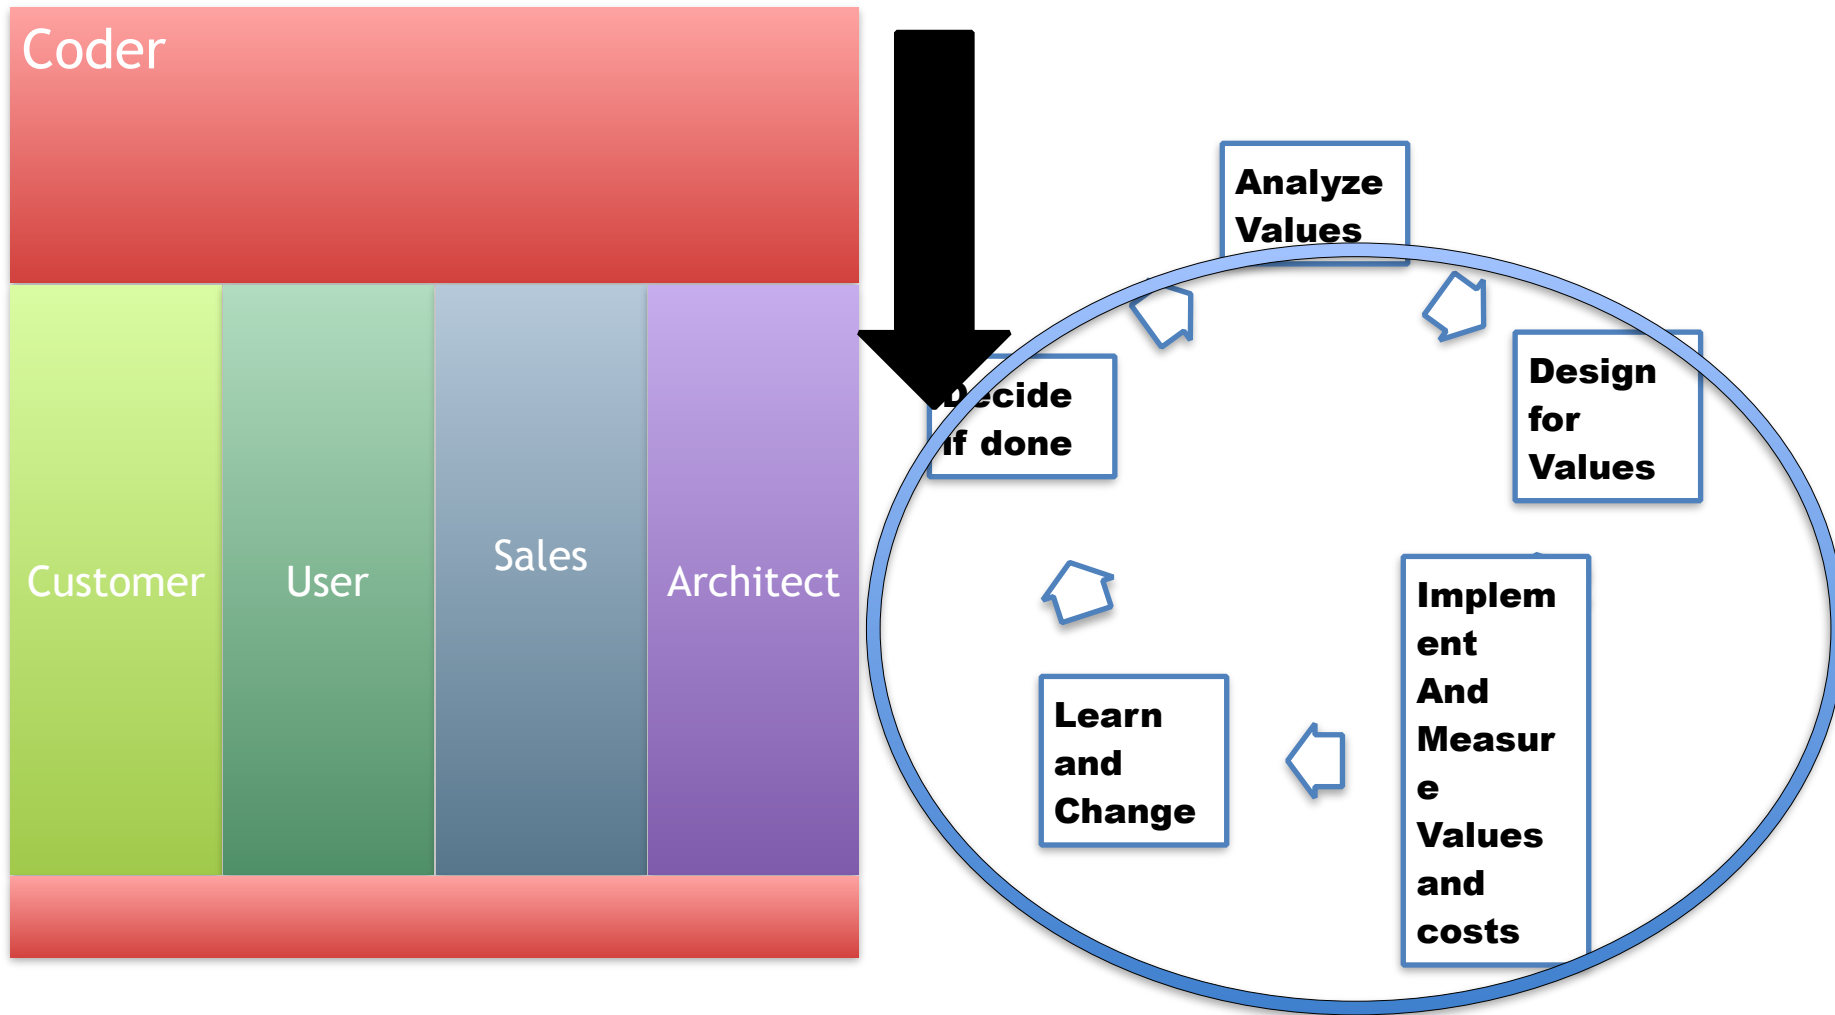 Coder
Customer
User
Sales
Architect
Analyze
Values
Design
for
Values
Implem
ent
And
Measur
e
Values
and
costs
Learn
and
Change
Decide
if done